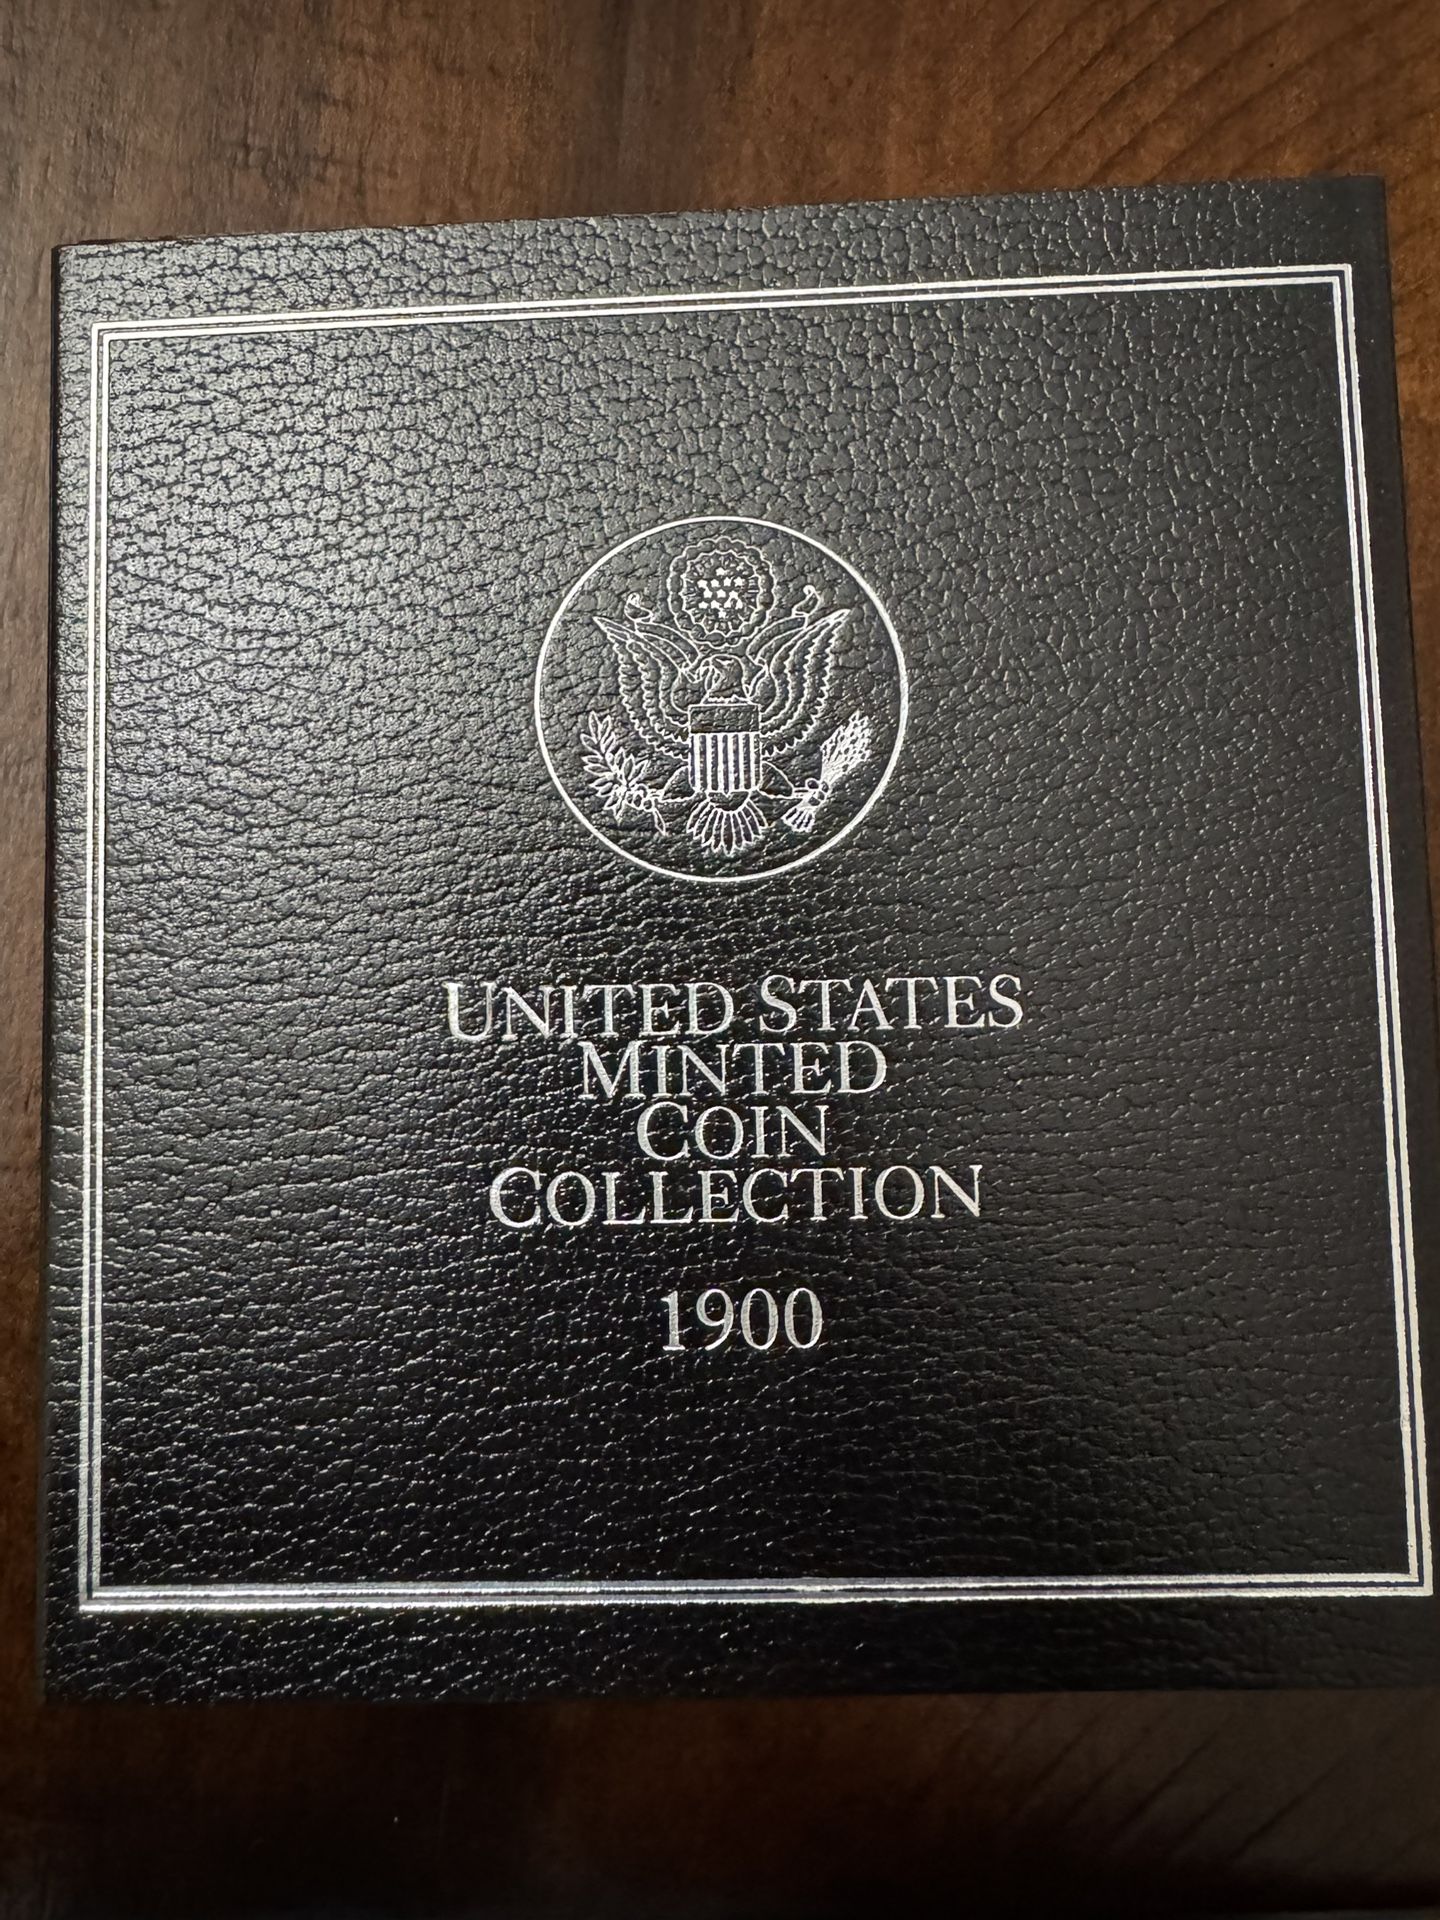 UNITED STATES
MINTED
COIN
COLLECTION
1900